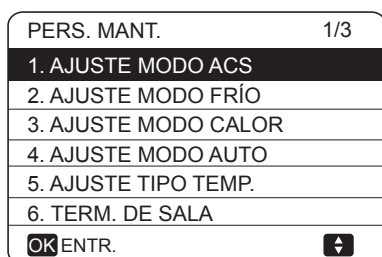 PERS. MANT. 1/3
1. AJUSTE MODO ACS
2. AJUSTE MODO FRÍO
3. AJUSTE MODO CALOR
4. AJUSTE MODO AUTO
5. AJUSTE TIPO TEMP.
6. TERM. DE SALA
OK ENTR.